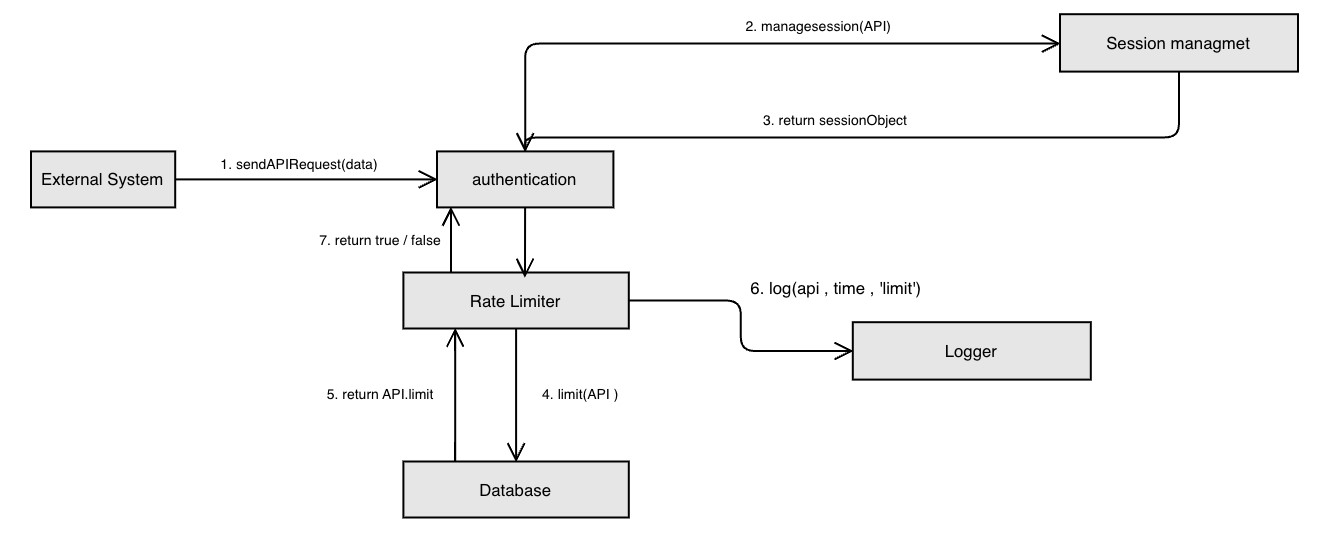 2. managesession(API)
Session managmet
3. return sessionObject
1. sendAPIRequest(data)
External System
authentication
7. return true / false
6. log(api , time , 'limit')
Rate Limiter
Logger
5. return API.limit
4. limit(API )
Database